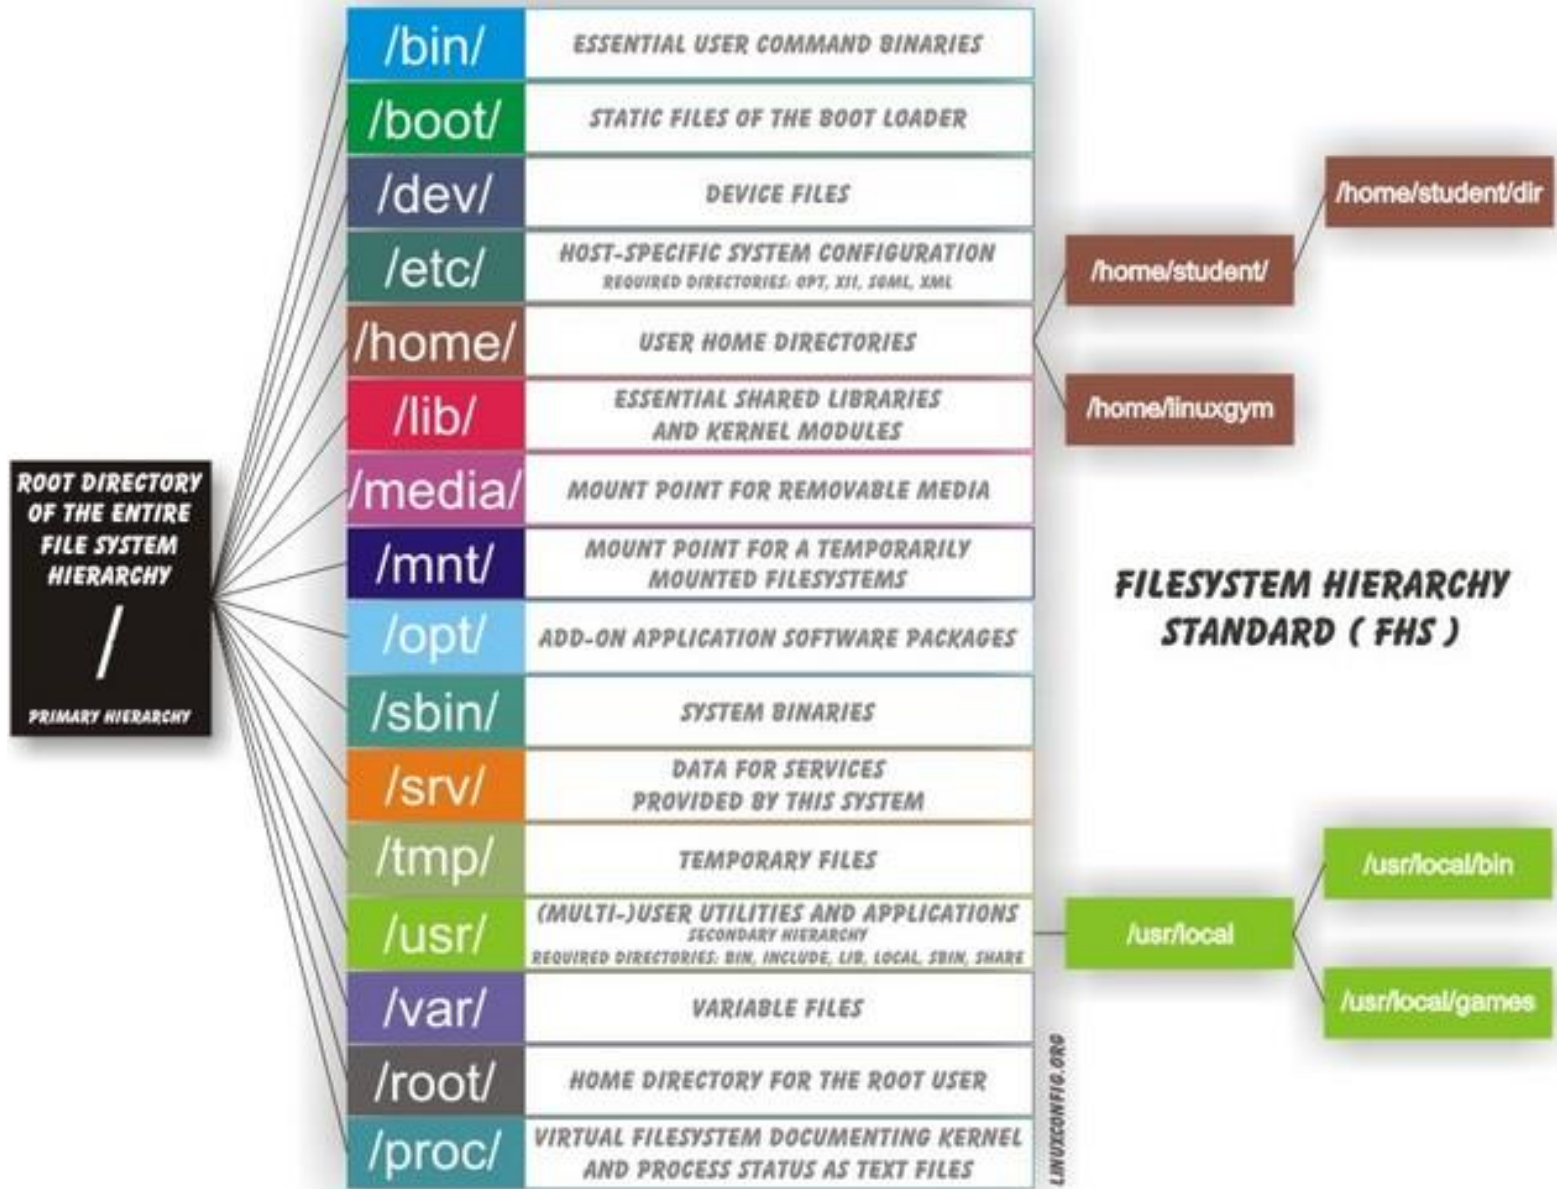 ROOT DIRECTORY
OF THE ENTIRE
FILE SYSTEM
HIERARCHY
/
PRIMARY HIERARCHY
/bin/
ESSENTIAL USER COMMAND BINARIES
/boot/
STATIC FILES OF THE BOOT LOADER
/dev/
DEVICE FILES
/etc/
HOST-SPECIFIC SYSTEM CONFIGURATION
REQUIRED DIRECTORIES: OPT, X11, SGML, XML
/home/
USER HOME DIRECTORIES
/lib/
ESSENTIAL SHARED LIBRARIES
AND KERNEL MODULES
/media/
MOUNT POINT FOR REMOVABLE MEDIA
/mnt/
MOUNT POINT FOR A TEMPORARILY
MOUNTED FILESYSTEMS
/opt/
ADD-ON APPLICATION SOFTWARE PACKAGES
/sbin/
SYSTEM BINARIES
/srv/
DATA FOR SERVICES
PROVIDED BY THIS SYSTEM
/tmp/
TEMPORARY FILES
/usr/
(MULTI-)USER UTILITIES AND APPLICATIONS
SECONDARY HIERARCHY
REQUIRED DIRECTORIES: BIN, INCLUDE, LIB, LOCAL, SBIN, SHARE
/var/
VARIABLE FILES
/root/
HOME DIRECTORY FOR THE ROOT USER
/proc/
VIRTUAL FILESYSTEM DOCUMENTING KERNEL
AND PROCESS STATUS AS TEXT FILES
/home/student/
/home/student/dir
/home/linuxgym
FILESYSTEM HIERARCHY
STANDARD ( FHS )
/usr/local
/usr/local/bin
/usr/local/games
LINUXCONFIG.ORG